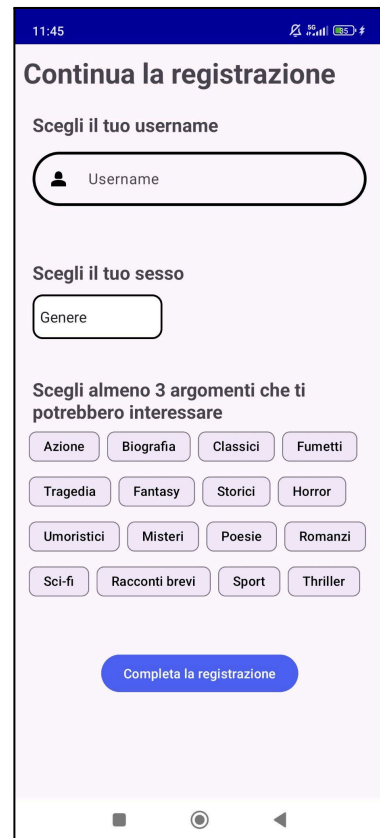 11:45
5G
85
Continua la registrazione
Scegli il tuo username
Username
Scegli il tuo sesso
Genere
Scegli almeno 3 argomenti che ti
potrebbero interessare
Azione Biografia Classici Fumetti
Tragedia Fantasy Storici Horror
Umoristici Misteri Poesie Romanzi
Sci-fi Racconti brevi Sport Thriller
Completa la registrazione